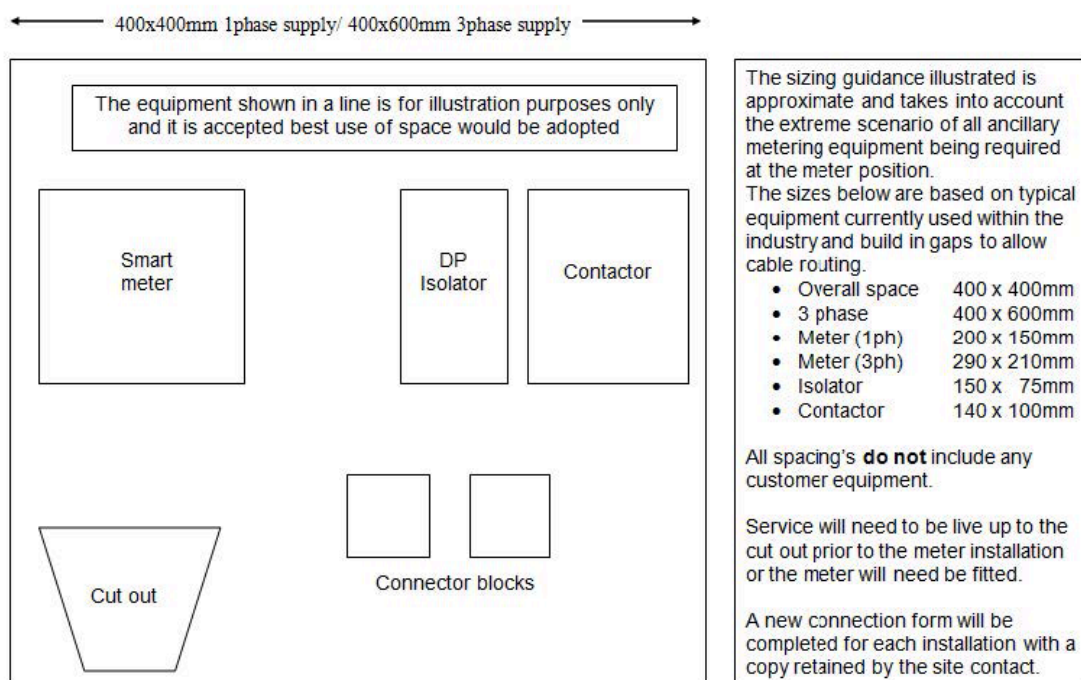 400x400mm 1phase supply/ 400x600mm 3phase supply
The equipment shown in a line is for illustration purposes only
and it is accepted best use of space would be adopted
Smart
meter
DP
Isolator
Contactor
Cut out
Connector blocks
The sizing guidance illustrated is
approximate and takes into account
the extreme scenario of all ancillary
metering equipment being required
at the meter position.
The sizes below are based on typical
equipment currently used within the
industry and build in gaps to allow
cable routing.
• Overall space 400 x 400mm
• 3 phase 400 x 600mm
• Meter (1ph) 200 x 150mm
• Meter (3ph) 290 x 210mm
• Isolator 150 x 75mm
• Contactor 140 x 100mm
All spacing's do not include any
customer equipment.
Service will need to be live up to the
cut out prior to the meter installation
or the meter will need be fitted.
A new connection form will be
completed for each installation with a
copy retained by the site contact.